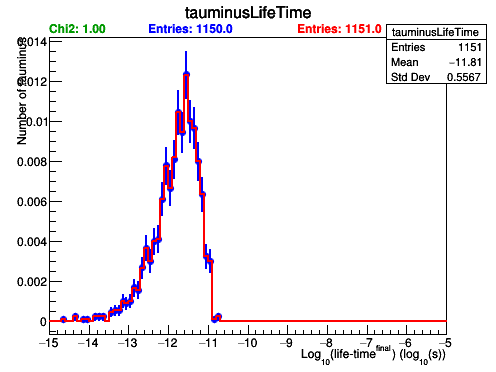 tauminusLifeTime
Chi2: 1.00 Entries: 1150.0 Entries: 1151.0
tauminusLifeTime
Entries 1151
Mean −11.81
Std Dev 0.5567
Number of tauminus
0.014
0.012
0.01
0.008
0.006
0.004
0.002
0
−15 −14 −13 −12 −11 −10 −9 −8 −7 −6 −5
Log10(life-time^final) (log10(s))